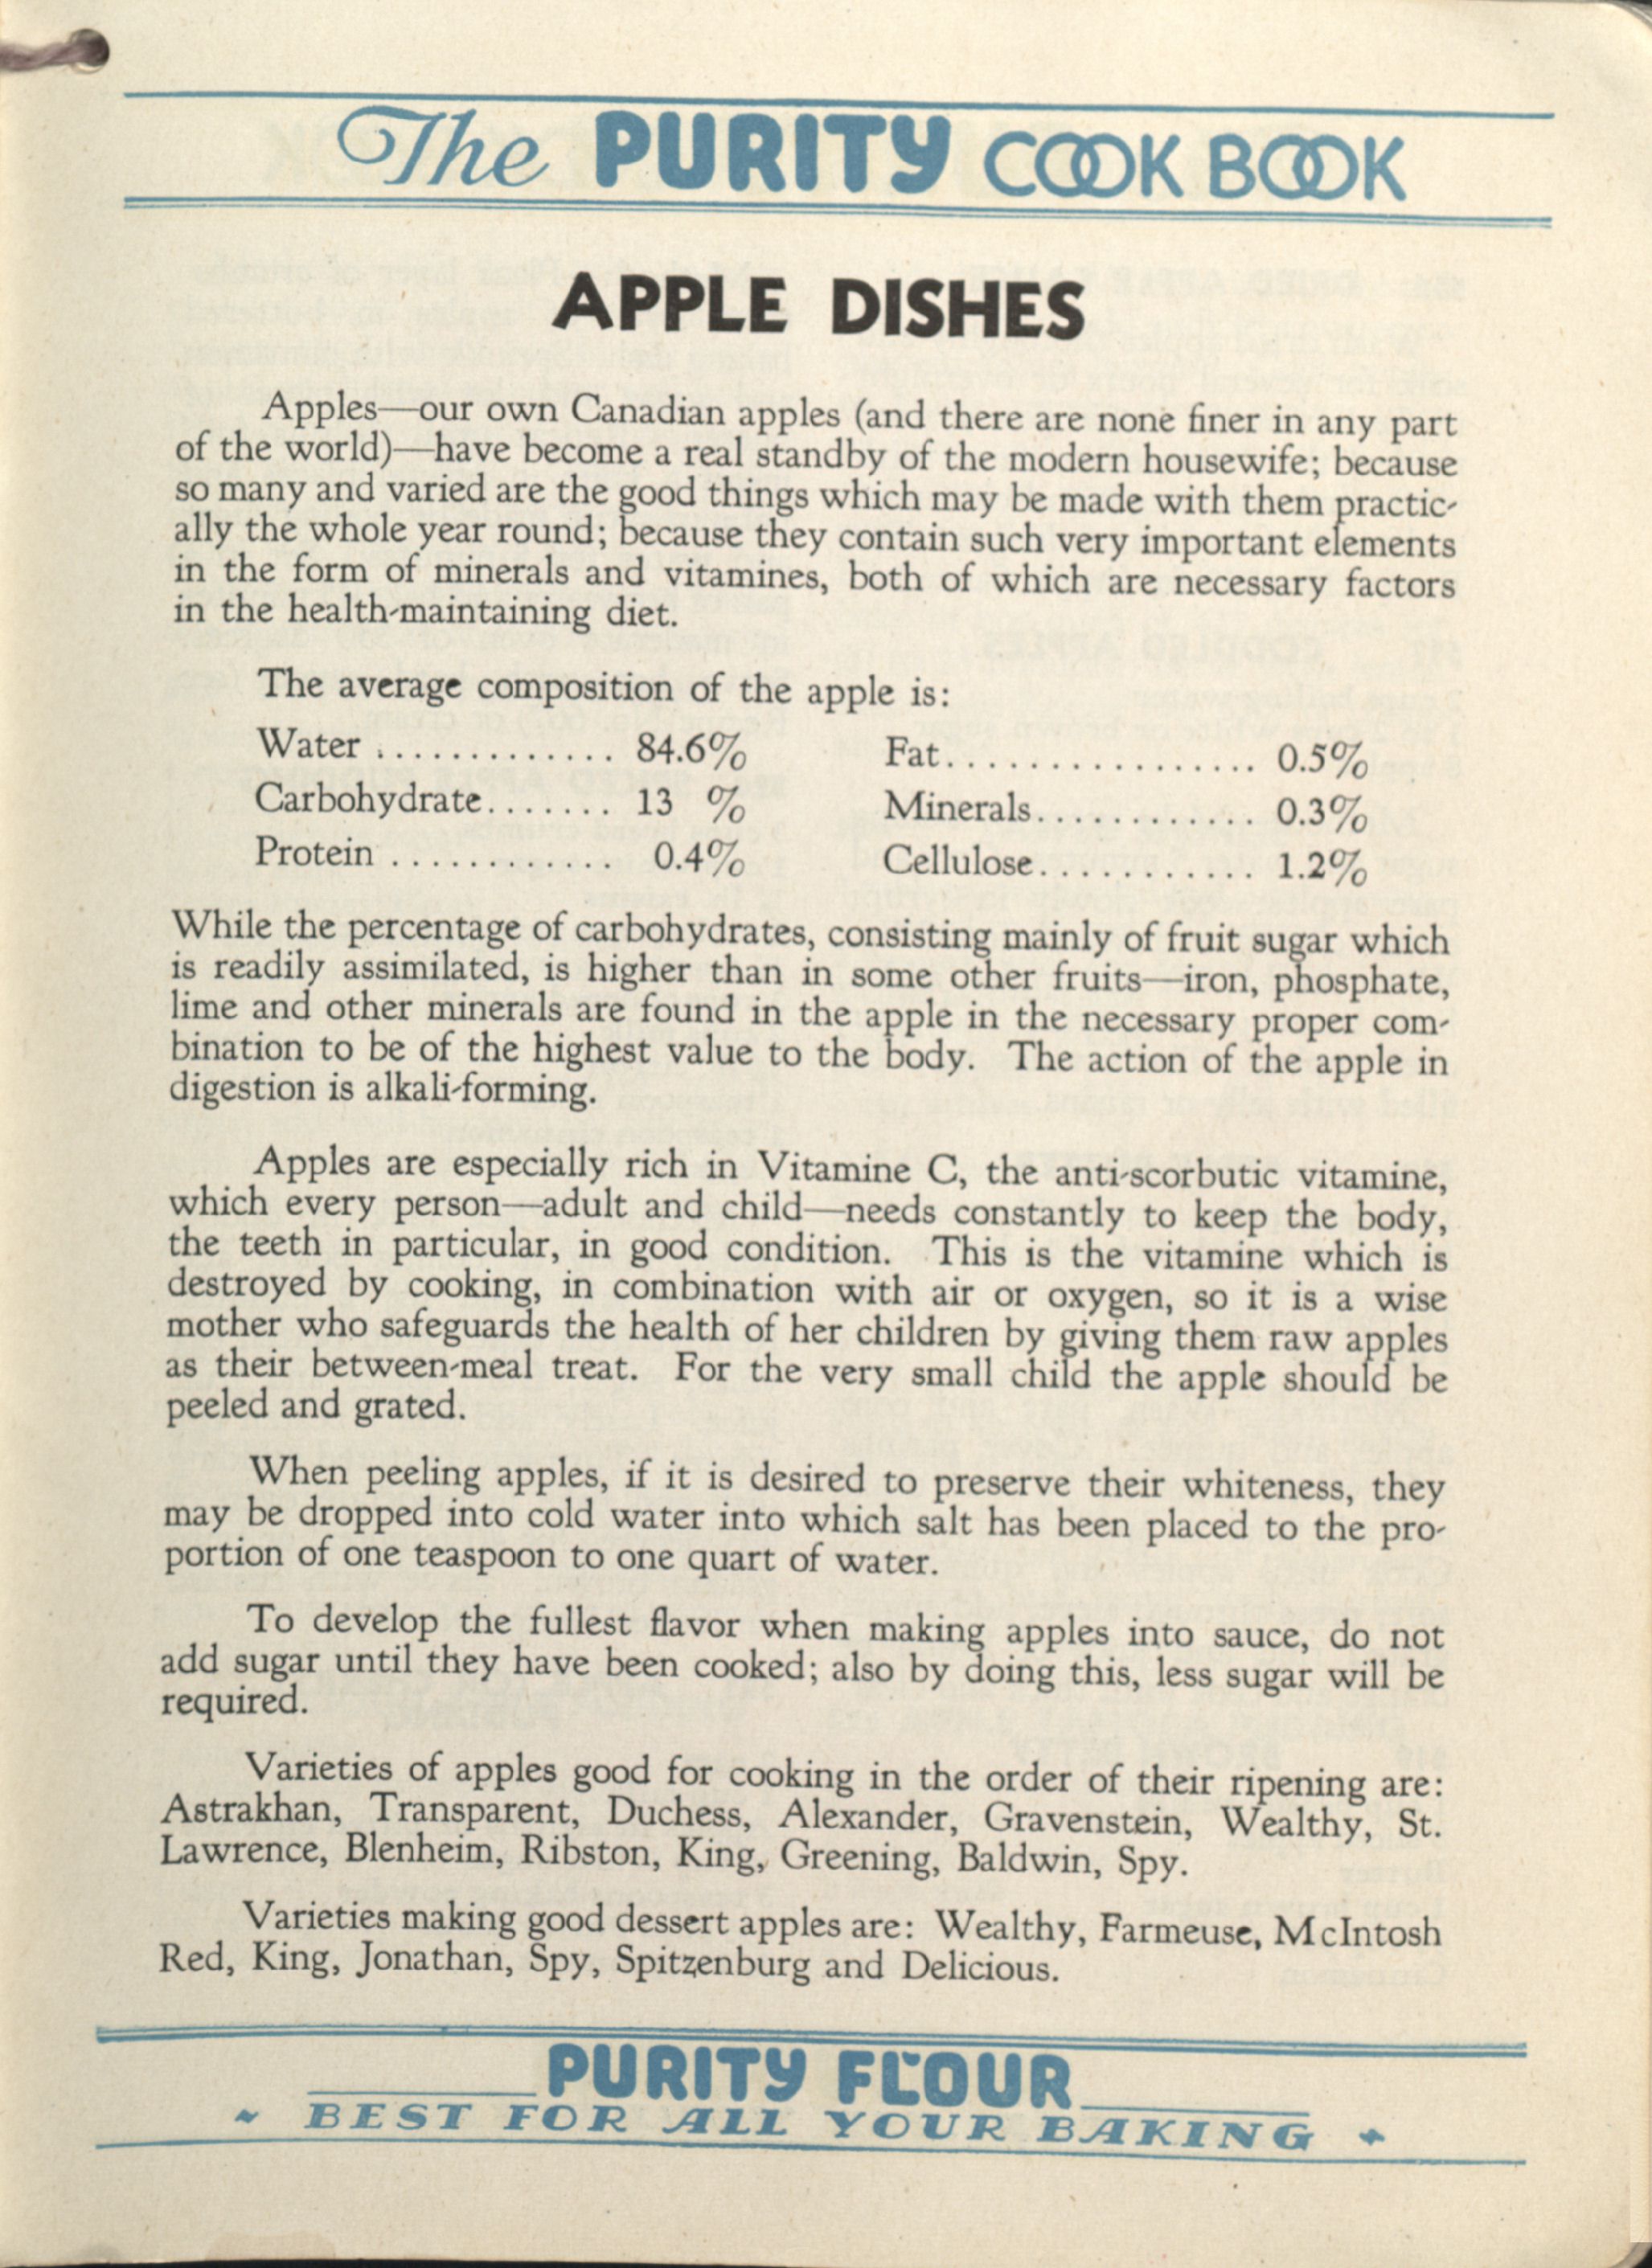 The PURITY COOK BOOK
APPLE DISHES
Apples—our own Canadian apples (and there are none finer in any part
of the world)—have become a real standby of the modern housewife; because
so many and varied are the good things which may be made with them practic-
ally the whole year round; because they contain such very important elements
in the form of minerals and vitamines, both of which are necessary factors
in the health-maintaining diet.
The average composition of the apple is:
Water ............. 84.6% Fat................. 0.5%
Carbohydrate....... 13 % Minerals............ 0.3%
Protein ............ 0.4% Cellulose............ 1.2%
While the percentage of carbohydrates, consisting mainly of fruit sugar which
is readily assimilated, is higher than in some other fruits—iron, phosphate,
lime and other minerals are found in the apple in the necessary proper com-
bination to be of the highest value to the body. The action of the apple in
digestion is alkali-forming.
Apples are especially rich in Vitamine C, the anti-scorbutic vitamine,
which every person—adult and child—needs constantly to keep the body,
the teeth in particular, in good condition. This is the vitamine which is
destroyed by cooking, in combination with air or oxygen, so it is a wise
mother who safeguards the health of her children by giving them raw apples
as their between-meal treat. For the very small child the apple should be
peeled and grated.
When peeling apples, if it is desired to preserve their whiteness, they
may be dropped into cold water into which salt has been placed to the pro-
portion of one teaspoon to one quart of water.
To develop the fullest flavor when making apples into sauce, do not
add sugar until they have been cooked; also by doing this, less sugar will be
required.
Varieties of apples good for cooking in the order of their ripening are:
Astrakhan, Transparent, Duchess, Alexander, Gravenstein, Wealthy, St.
Lawrence, Blenheim, Ribston, King, Greening, Baldwin, Spy.
Varieties making good dessert apples are: Wealthy, Farmeuse, McIntosh
Red, King, Jonathan, Spy, Spitzenburg and Delicious.
PURITY FLOUR
BEST FOR ALL YOUR BAKING